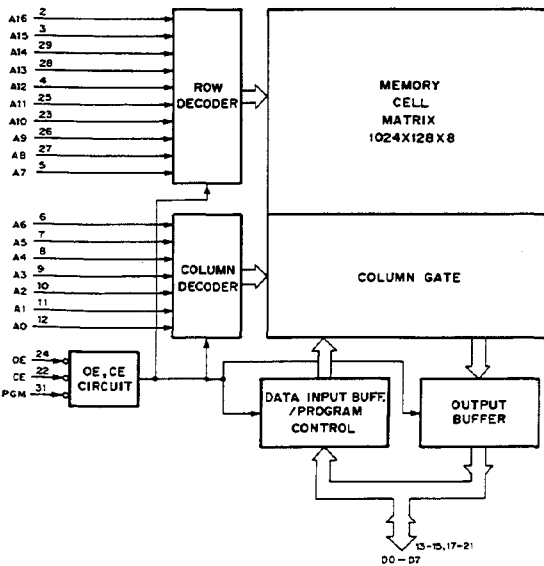 A16 2
A15 3
A14 29
A13 28
A12 4
A11 25
A10 23
A9 26
A8 27
A7 5
ROW
DECODER
MEMORY
CELL
MATRIX
1024X128X8
A6 6
A5 7
A4 8
A3 9
A2 10
A1 11
A0 12
COLUMN
DECODER
COLUMN GATE
OE 24
CE 22
PGM 31
OE, CE
CIRCUIT
DATA INPUT BUFF.
/PROGRAM
CONTROL
OUTPUT
BUFFER
13-15,17-21
D0-D7